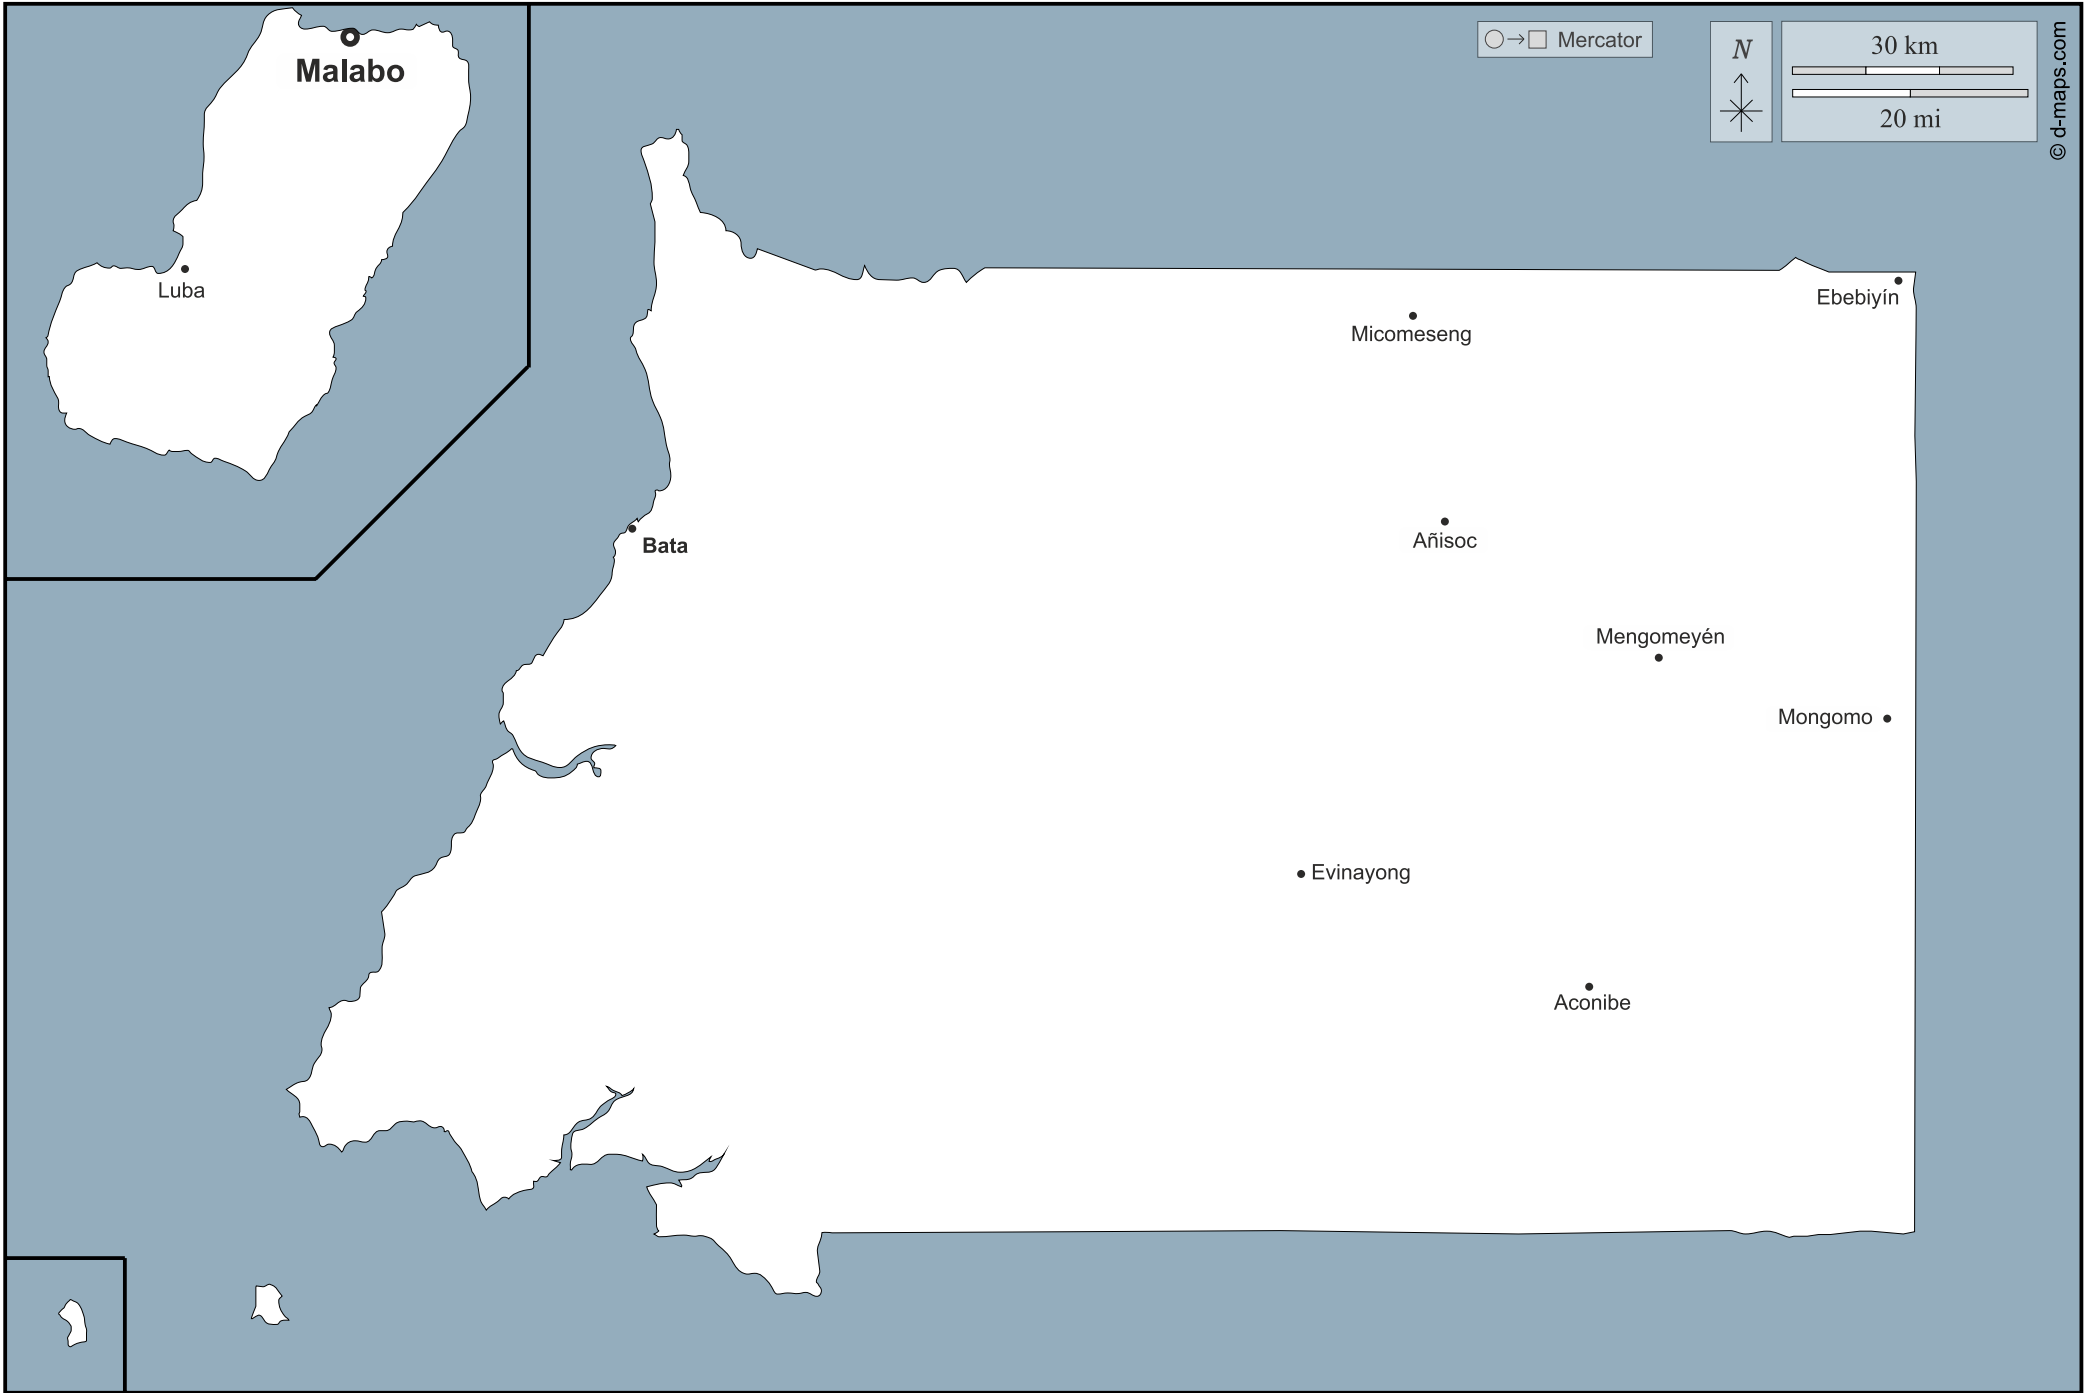 Malabo
Luba
Mercator
N
30 km
20 mi
© d-maps.com
Ebebiyín
Micomeseng
Bata
Añisoc
Mengomeyén
Mongomo
Evinayong
Aconibe